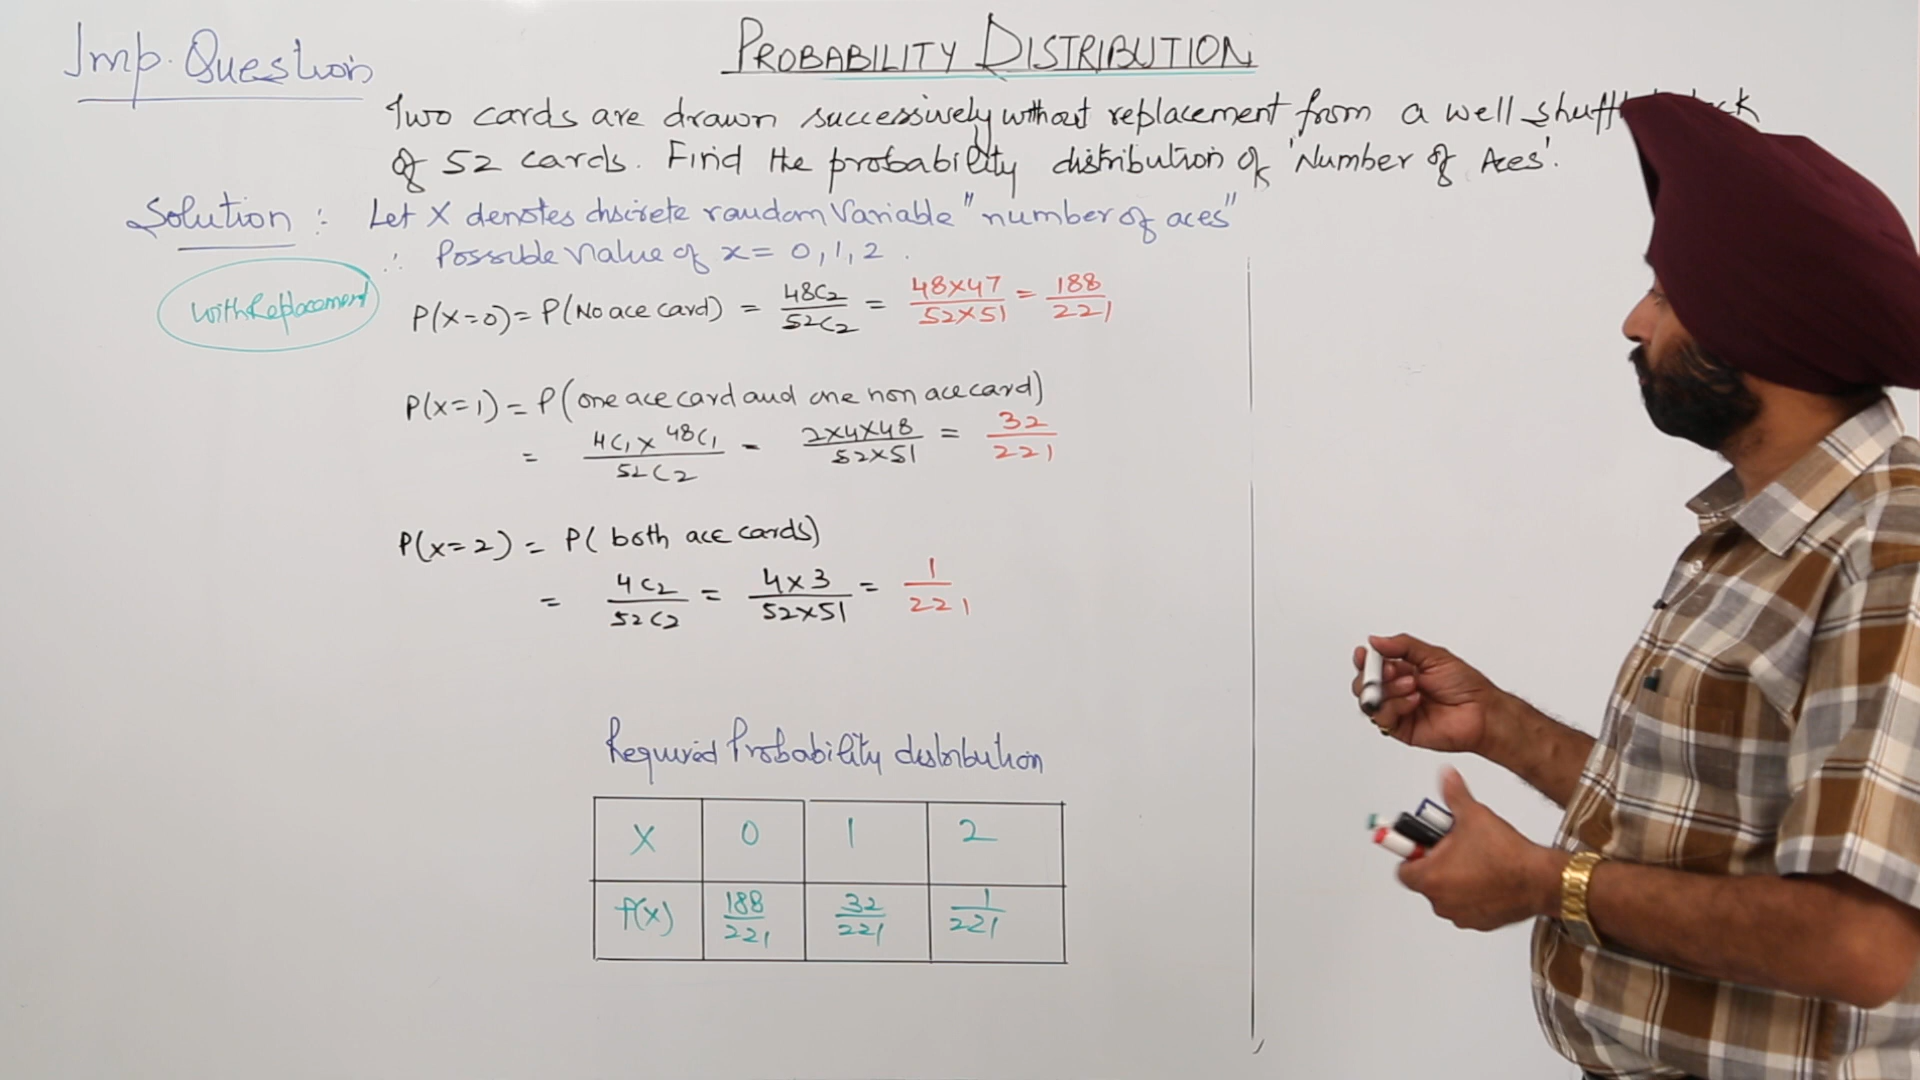 Imp. Question
PROBABILITY DISTRIBUTION
Two cards are drawn successively without replacement from a well
of 52 cards. Find the probability distribution of 'Number of Aces'.
Solution : Let X denotes discrete random Variable "number of aces"
∴ Possible Value of x = 0, 1, 2 .
With Replacement
P(X=0) = P(No ace card) = 48C2/52C2 = 48×47/52×51 = 188/221
P(x=1) = P(one ace card and one non ace card)
= 4C1 × 48C1/52C2 = 2×4×48/52×51 = 32/221
P(x=2) = P( both ace cards)
= 4C2/52C2 = 4×3/52×51 = 1/221
Required Probability distribution
X 0 1 2
P(X) 188/221 32/221 1/221